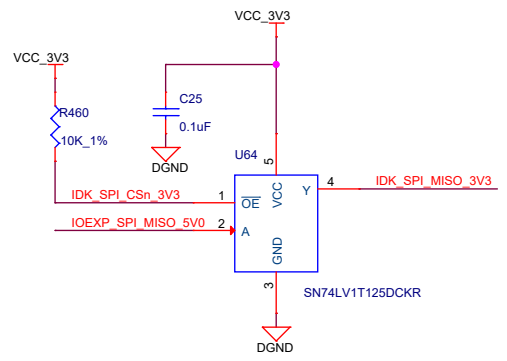 VCC_3V3
VCC_3V3
R460
10K_1%
C25
0.1uF
DGND
U64
5
VCC
IDK_SPI_CSn_3V3
1
OE
Y
4
IDK_SPI_MISO_3V3
IOEXP_SPI_MISO_5V0
2
A
GND
3
SN74LV1T125DCKR
DGND